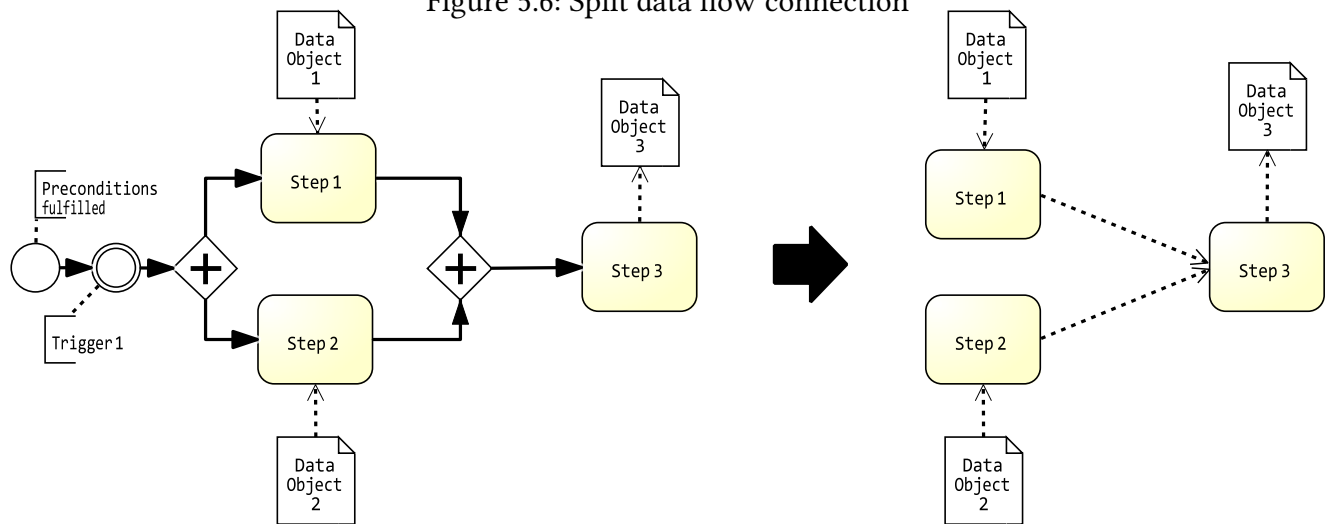 Figure 5.6: Split data flow connection
Data
Object
1
Data
Object
3
Preconditions
fulfilled
Step 1
Step 3
Trigger 1
Step 2
Data
Object
2
Data
Object
1
Data
Object
3
Step 1
Step 3
Step 2
Data
Object
2